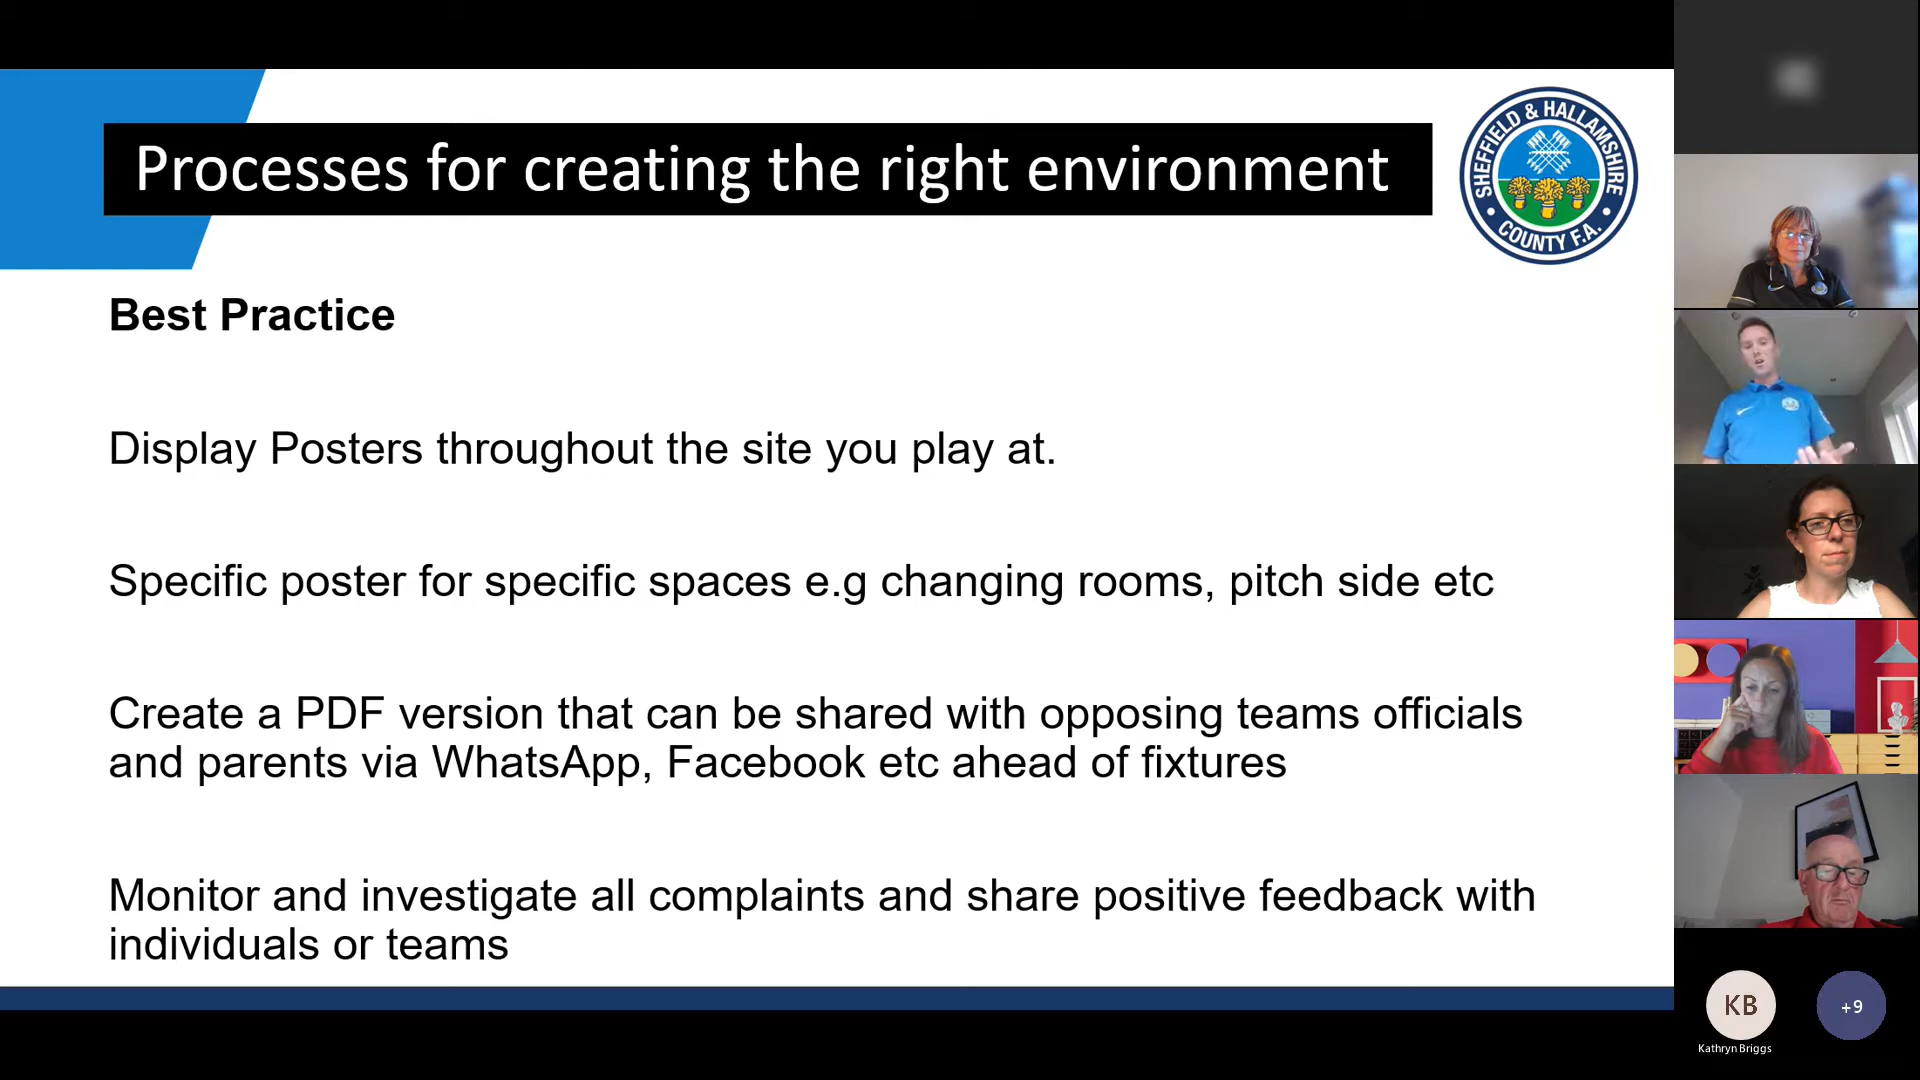 Processes for creating the right environment
SHEFFIELD & HALLAMSHIRE
COUNTY F.A.
Best Practice
Display Posters throughout the site you play at.
Specific poster for specific spaces e.g changing rooms, pitch side etc
Create a PDF version that can be shared with opposing teams officials
and parents via WhatsApp, Facebook etc ahead of fixtures
Monitor and investigate all complaints and share positive feedback with
individuals or teams
KB
+9
Kathryn Briggs